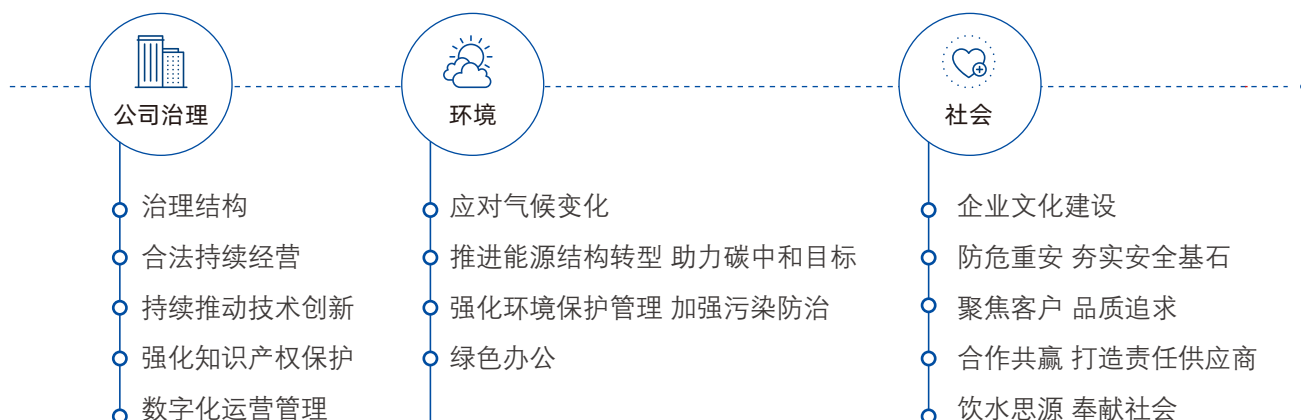 公司治理
治理结构
合法持续经营
持续推动技术创新
强化知识产权保护
数字化运营管理
环境
应对气候变化
推进能源结构转型 助力碳中和目标
强化环境保护管理 加强污染防治
绿色办公
社会
企业文化建设
防危重安 夯实安全基石
聚焦客户 品质追求
合作共赢 打造责任供应商
饮水思源 奉献社会